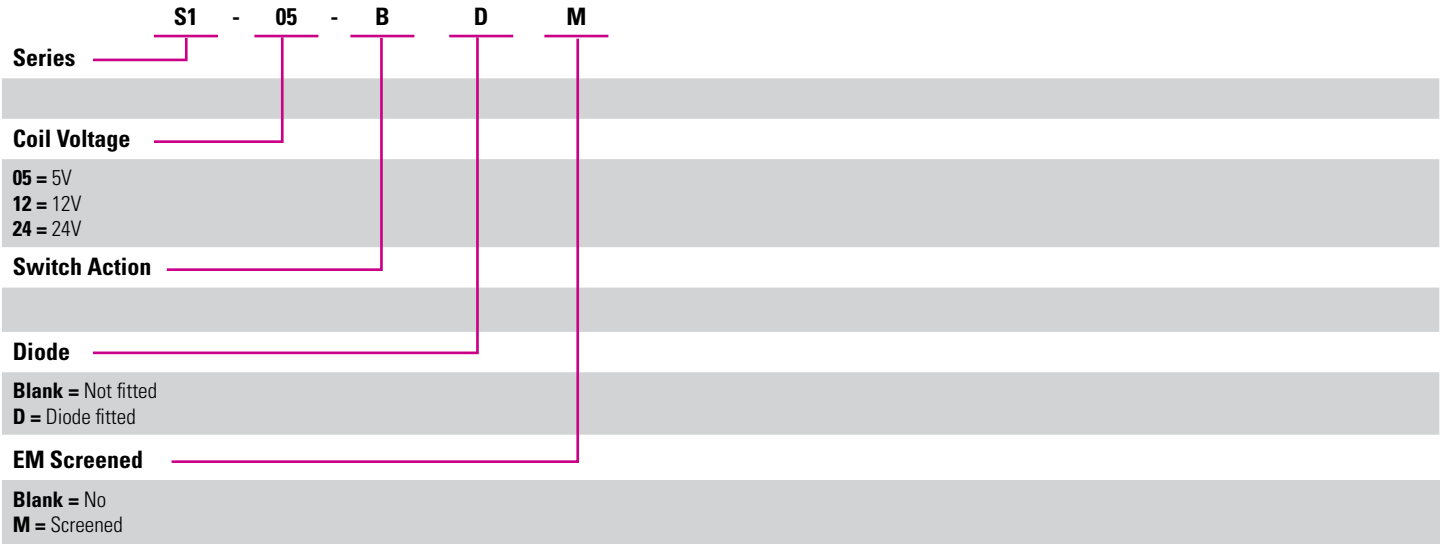 S1 - 05 - B D M
Series
Coil Voltage
05 = 5V
12 = 12V
24 = 24V
Switch Action
Diode
Blank = Not fitted
D = Diode fitted
EM Screened
Blank = No
M = Screened